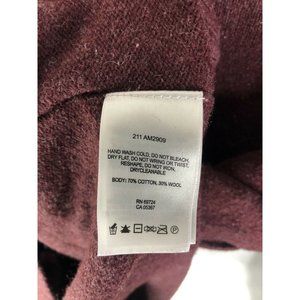 211 AM2909
HAND WASH COLD, DO NOT BLEACH,
DRY FLAT, DO NOT WRING OR TWIST,
RESHAPE, DO NOT IRON,
DRYCLEANABLE
BODY: 70% COTTON, 30% WOOL
RN 69724
CA 05367